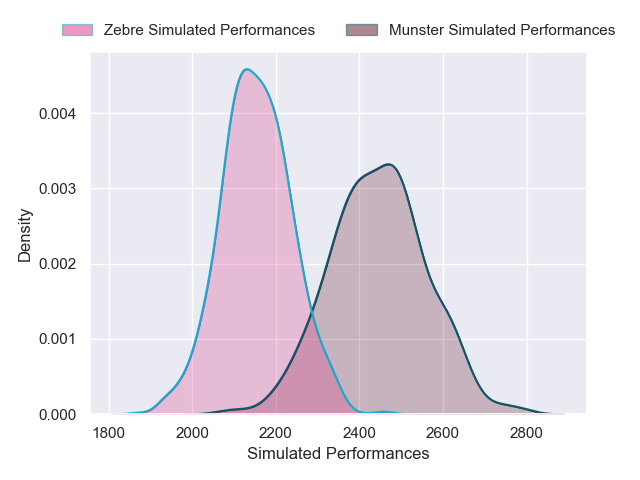 Zebre Simulated Performances
Munster Simulated Performances
0.004
0.003
0.002
0.001
0.000
Density
1800 2000 2200 2400 2600 2800
Simulated Performances